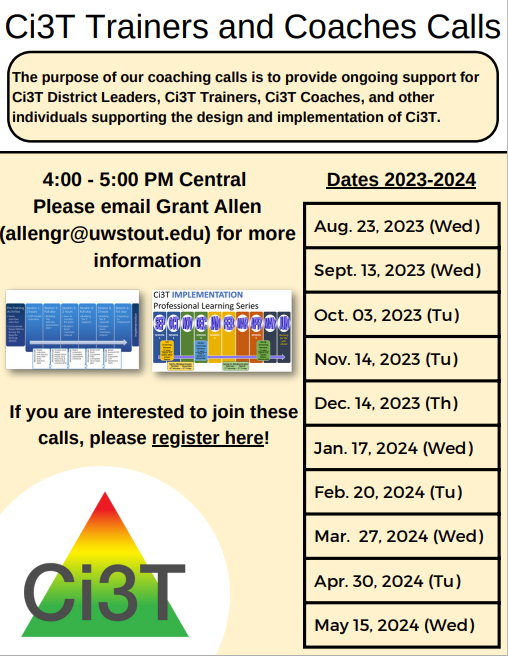 Ci3T Trainers and Coaches Calls
The purpose of our coaching calls is to provide ongoing support for
Ci3T District Leaders, Ci3T Trainers, Ci3T Coaches, and other
individuals supporting the design and implementation of Ci3T.
4:00 - 5:00 PM Central
Please email Grant Allen
(allengr@uwstout.edu) for more
information
Ci3T IMPLEMENTATION
Professional Learning Series
If you are interested to join these
calls, please register here!
Ci3T
Dates 2023-2024
Aug. 23, 2023 (Wed)
Sept. 13, 2023 (Wed)
Oct. 03, 2023 (Tu)
Nov. 14, 2023 (Tu)
Dec. 14, 2023 (Th)
Jan. 17, 2024 (Wed)
Feb. 20, 2024 (Tu)
Mar.  27, 2024 (Wed)
Apr. 30, 2024 (Tu)
May 15, 2024 (Wed)